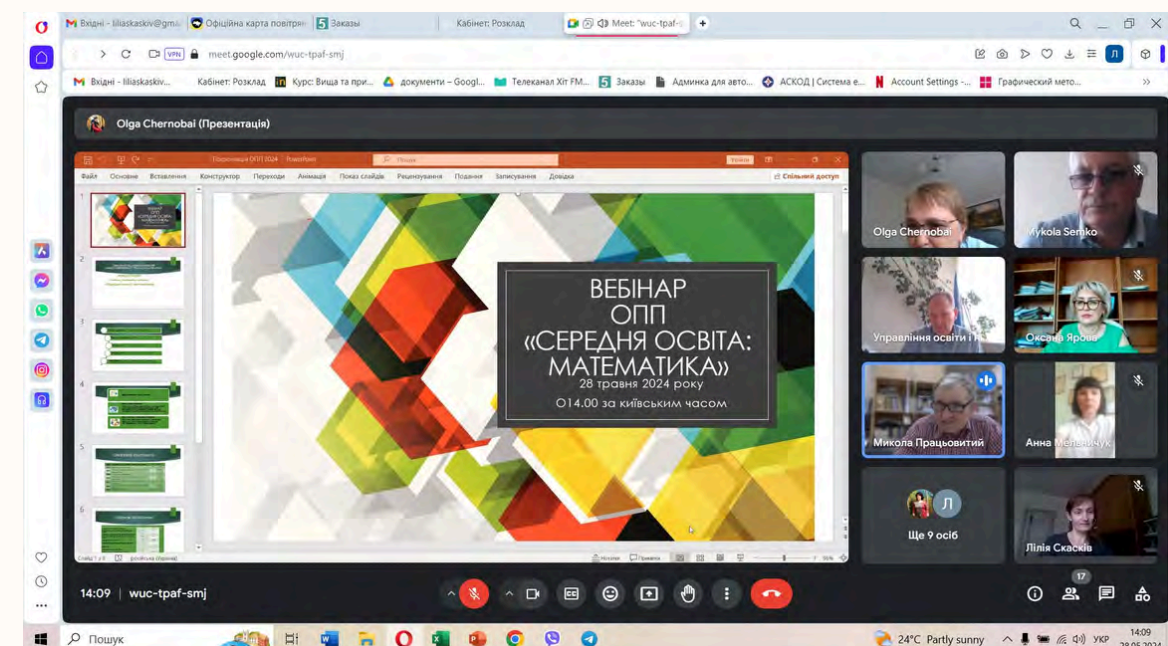 Вхідні - liliaskaskiv@gma
Офіційна карта повітрян
Заказы
Кабінет: Розклад
Meet: "wuc-tpaf-s
VPN
meet.google.com/wuc-tpaf-smj
Вхідні - liliaskaskiv...
Кабінет: Розклад
Курс: Вища та при...
документи – Googl...
Телеканал Хіт FM...
Заказы
Админка для авто...
АСКОД | Система е...
Account Settings -...
Графический мето...
Olga Chernobai (Презентація)
Файл
Основне
Вставлення
Конструктор
Переходи
Анімація
Показ слайдів
Рецензування
Подання
Записування
Довідка
Спільний доступ
ВЕБІНАР
ОПП
«СЕРЕДНЯ ОСВІТА:
МАТЕМАТИКА»
28 травня 2024 року
О14.00 за київським часом
Olga Chernobai
Mykola Semko
Управління освіти і
Оксана Ярова
Микола Працьовитий
Анна Мельничук
Ще 9 осіб
Лілія Скасків
14:09 | wuc-tpaf-smj
17
Пошук
24°C Partly sunny
УКР
14:09
28.05.2024